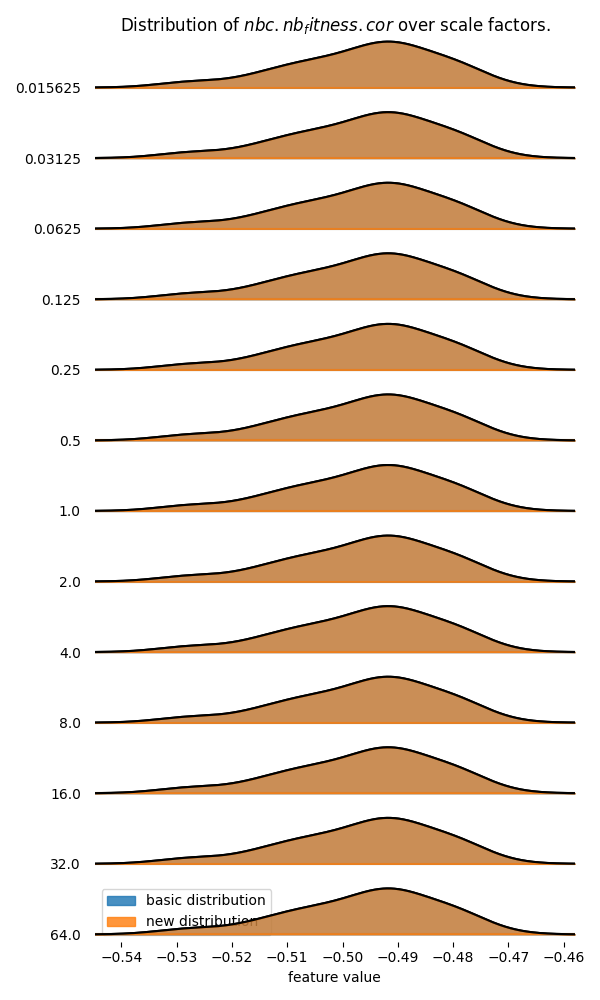 Distribution of nbc.nb_fitness.cor over scale factors.
0.015625
0.03125
0.0625
0.125
0.25
0.5
1.0
2.0
4.0
8.0
16.0
32.0
basic distribution
new distribution
64.0
−0.54 −0.53 −0.52 −0.51 −0.50 −0.49 −0.48 −0.47 −0.46
feature value